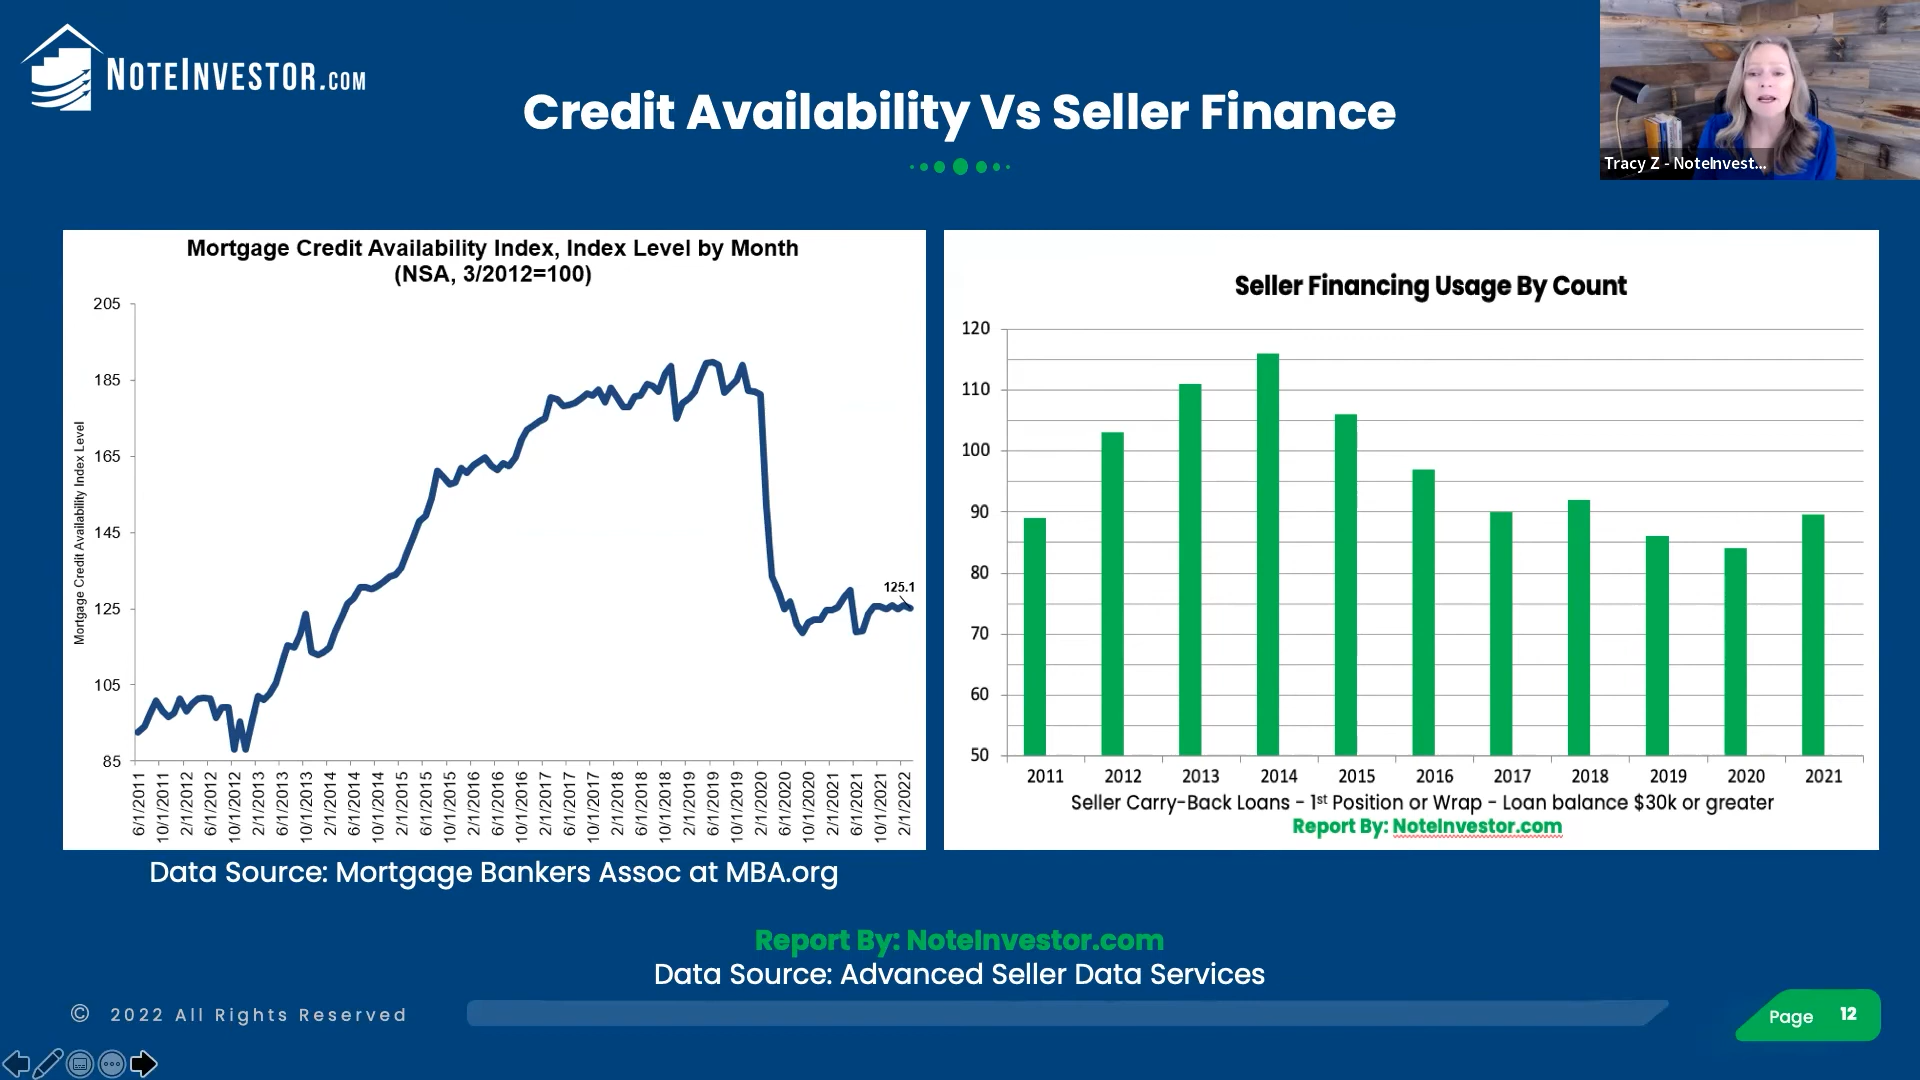 NOTEINVESTOR.COM
Credit Availability Vs Seller Finance
Tracy Z - NoteInvest...
Mortgage Credit Availability Index, Index Level by Month
(NSA, 3/2012=100)
Mortgage Credit Availability Index Level
205
185
165
145
125
105
85
125.1
6/1/2011 10/1/2011 2/1/2012 6/1/2012 10/1/2012 2/1/2013 6/1/2013 10/1/2013 2/1/2014 6/1/2014 10/1/2014 2/1/2015 6/1/2015 10/1/2015 2/1/2016 6/1/2016 10/1/2016 2/1/2017 6/1/2017 10/1/2017 2/1/2018 6/1/2018 10/1/2018 2/1/2019 6/1/2019 10/1/2019 2/1/2020 6/1/2020 10/1/2020 2/1/2021 6/1/2021 10/1/2021 2/1/2022
Data Source: Mortgage Bankers Assoc at MBA.org
Seller Financing Usage By Count
120
110
100
90
80
70
60
50
2011 2012 2013 2014 2015 2016 2017 2018 2019 2020 2021
Seller Carry-Back Loans - 1st Position or Wrap - Loan balance $30k or greater
Report By: NoteInvestor.com
Report By: NoteInvestor.com
Data Source: Advanced Seller Data Services
© 2022 All Rights Reserved
Page 12